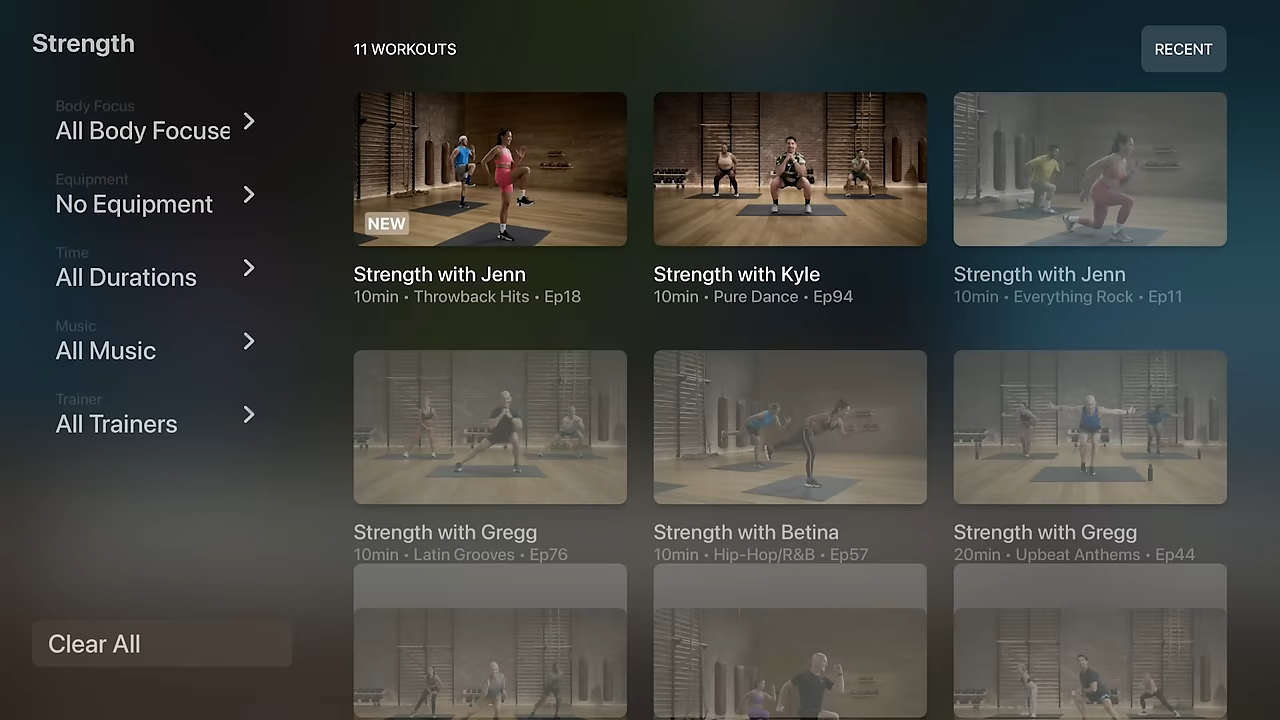 Strength
11 WORKOUTS
RECENT
Body Focus
All Body Focuse
Equipment
No Equipment
Time
All Durations
Music
All Music
Trainer
All Trainers
Clear All
NEW
Strength with Jenn
10min • Throwback Hits • Ep18
Strength with Kyle
10min • Pure Dance • Ep94
Strength with Jenn
10min • Everything Rock • Ep11
Strength with Gregg
10min • Latin Grooves • Ep76
Strength with Betina
10min • Hip-Hop/R&B • Ep57
Strength with Gregg
20min • Upbeat Anthems • Ep44